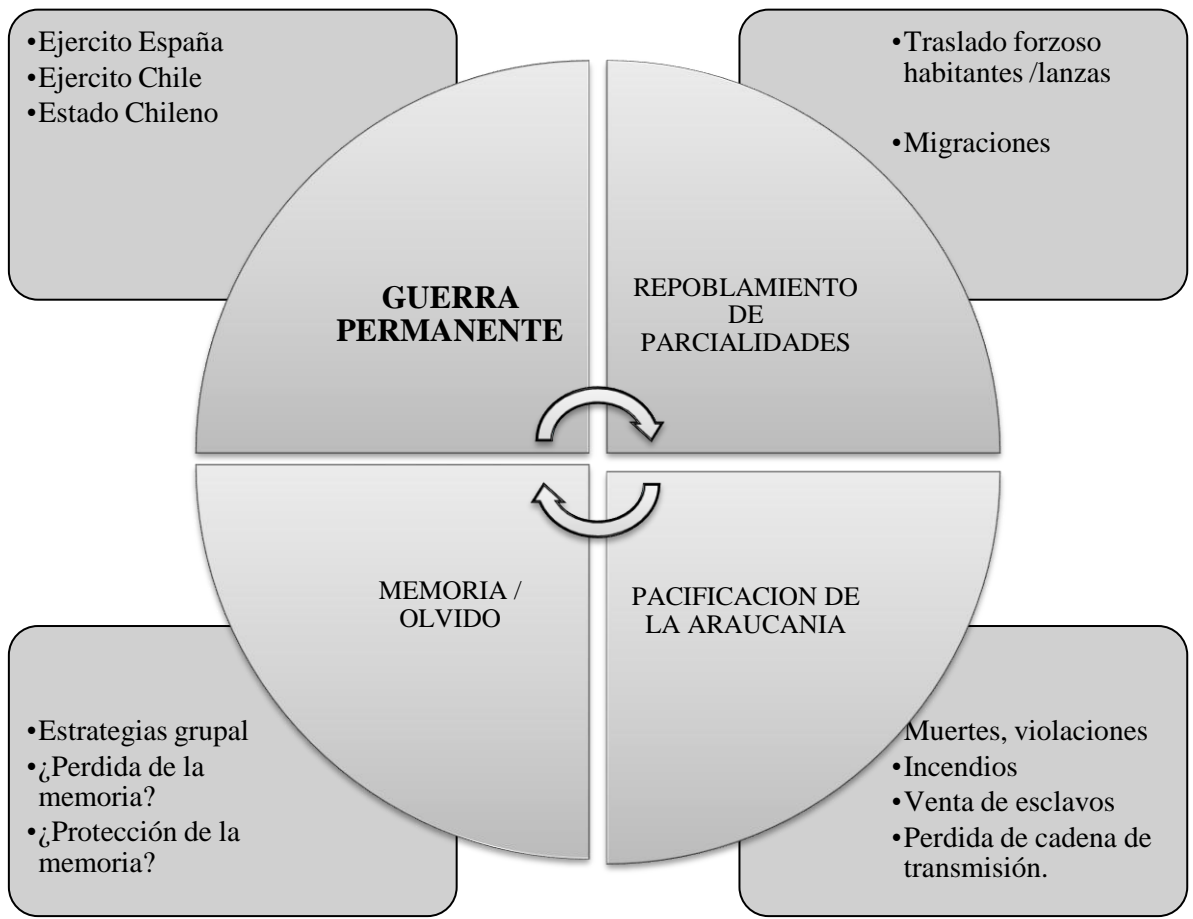 •Ejercito España
•Ejercito Chile
•Estado Chileno
•Traslado forzoso
habitantes /lanzas
•Migraciones
GUERRA
PERMANENTE
REPOBLAMIENTO
DE
PARCIALIDADES
MEMORIA /
OLVIDO
PACIFICACION DE
LA ARAUCANIA
•Estrategias grupal
•¿Perdida de la
memoria?
•¿Protección de la
memoria?
Muertes, violaciones
•Incendios
•Venta de esclavos
•Perdida de cadena de
transmisión.